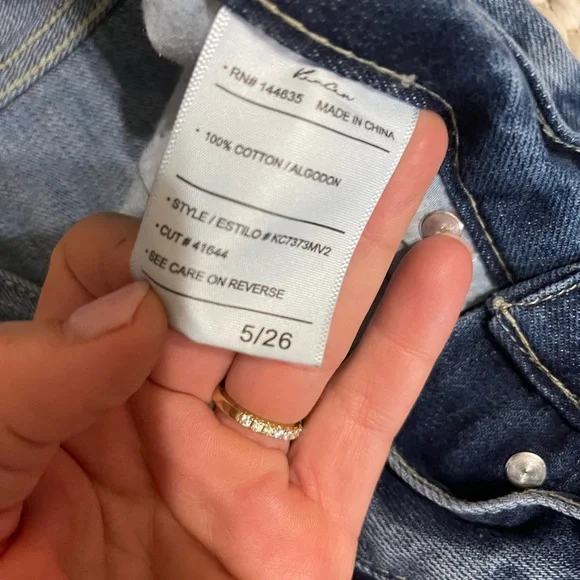 KanCan
• RN# 144635 MADE IN CHINA
• 100% COTTON / ALGODON
• STYLE / ESTILO # KC7373MV2
• CUT # 41644
• SEE CARE ON REVERSE
5/26